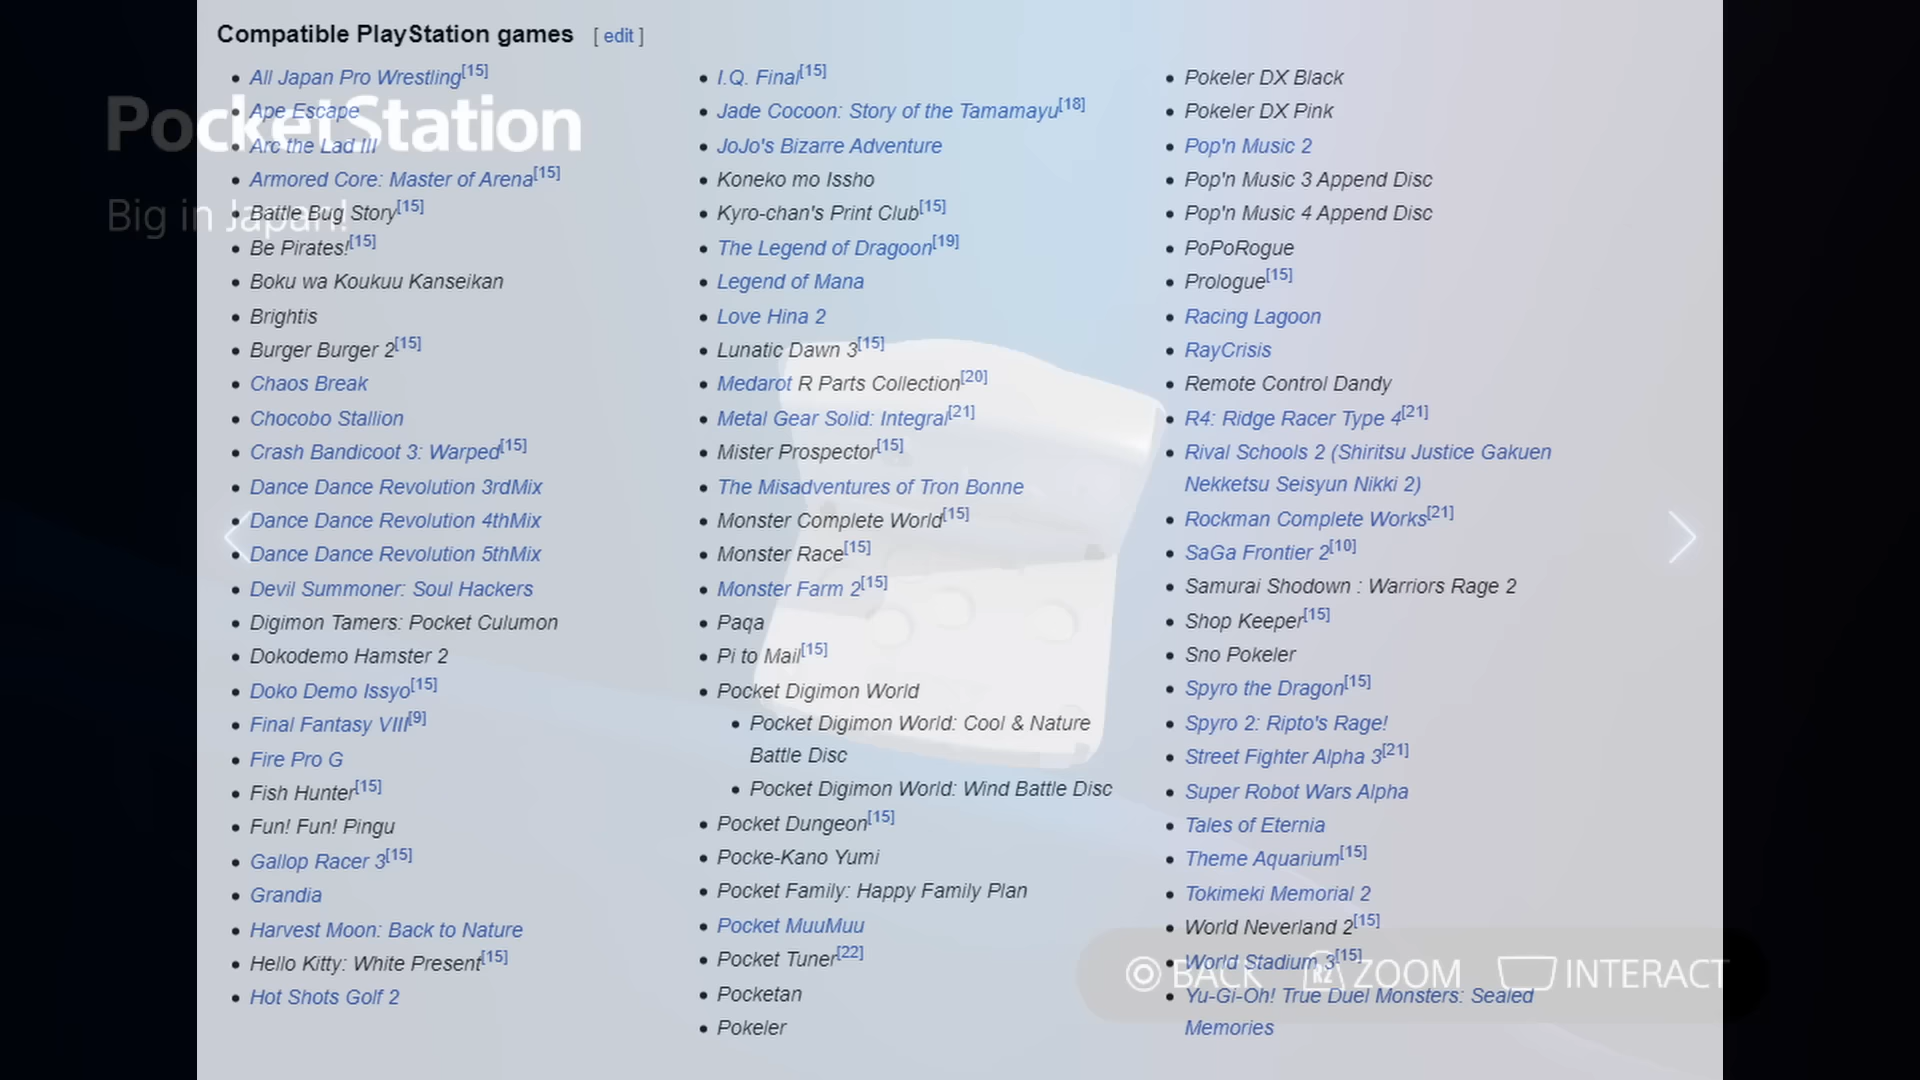 Compatible PlayStation games [ edit ]
PocketStation
Big in Japan!
All Japan Pro Wrestling[15]
Ape Escape
Arc the Lad III
Armored Core: Master of Arena[15]
Battle Bug Story[15]
Be Pirates![15]
Boku wa Koukuu Kanseikan
Brightis
Burger Burger 2[15]
Chaos Break
Chocobo Stallion
Crash Bandicoot 3: Warped[15]
Dance Dance Revolution 3rdMix
Dance Dance Revolution 4thMix
Dance Dance Revolution 5thMix
Devil Summoner: Soul Hackers
Digimon Tamers: Pocket Culumon
Dokodemo Hamster 2
Doko Demo Issyo[15]
Final Fantasy VIII[9]
Fire Pro G
Fish Hunter[15]
Fun! Fun! Pingu
Gallop Racer 3[15]
Grandia
Harvest Moon: Back to Nature
Hello Kitty: White Present[15]
Hot Shots Golf 2
I.Q. Final[15]
Jade Cocoon: Story of the Tamamayu[18]
JoJo's Bizarre Adventure
Koneko mo Issho
Kyro-chan's Print Club[15]
The Legend of Dragoon[19]
Legend of Mana
Love Hina 2
Lunatic Dawn 3[15]
Medarot R Parts Collection[20]
Metal Gear Solid: Integral[21]
Mister Prospector[15]
The Misadventures of Tron Bonne
Monster Complete World[15]
Monster Race[15]
Monster Farm 2[15]
Paqa
Pi to Mail[15]
Pocket Digimon World
Pocket Digimon World: Cool & Nature
Battle Disc
Pocket Digimon World: Wind Battle Disc
Pocket Dungeon[15]
Pocke-Kano Yumi
Pocket Family: Happy Family Plan
Pocket MuuMuu
Pocket Tuner[22]
Pocketan
Pokeler
Pokeler DX Black
Pokeler DX Pink
Pop'n Music 2
Pop'n Music 3 Append Disc
Pop'n Music 4 Append Disc
PoPoRogue
Prologue[15]
Racing Lagoon
RayCrisis
Remote Control Dandy
R4: Ridge Racer Type 4[21]
Rival Schools 2 (Shiritsu Justice Gakuen
Nekketsu Seisyun Nikki 2)
Rockman Complete Works[21]
SaGa Frontier 2[10]
Samurai Shodown : Warriors Rage 2
Shop Keeper[15]
Sno Pokeler
Spyro the Dragon[15]
Spyro 2: Ripto's Rage!
Street Fighter Alpha 3[21]
Super Robot Wars Alpha
Tales of Eternia
Theme Aquarium[15]
Tokimeki Memorial 2
World Neverland 2[15]
World Stadium 3[15]
Yu-Gi-Oh! True Duel Monsters: Sealed
Memories
BACK R2 ZOOM INTERACT